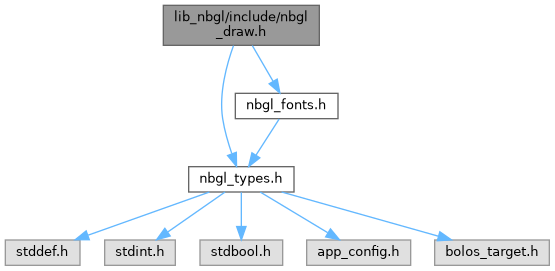 lib_nbgl/include/nbgl
_draw.h
nbgl_fonts.h
nbgl_types.h
stddef.h
stdint.h
stdbool.h
app_config.h
bolos_target.h